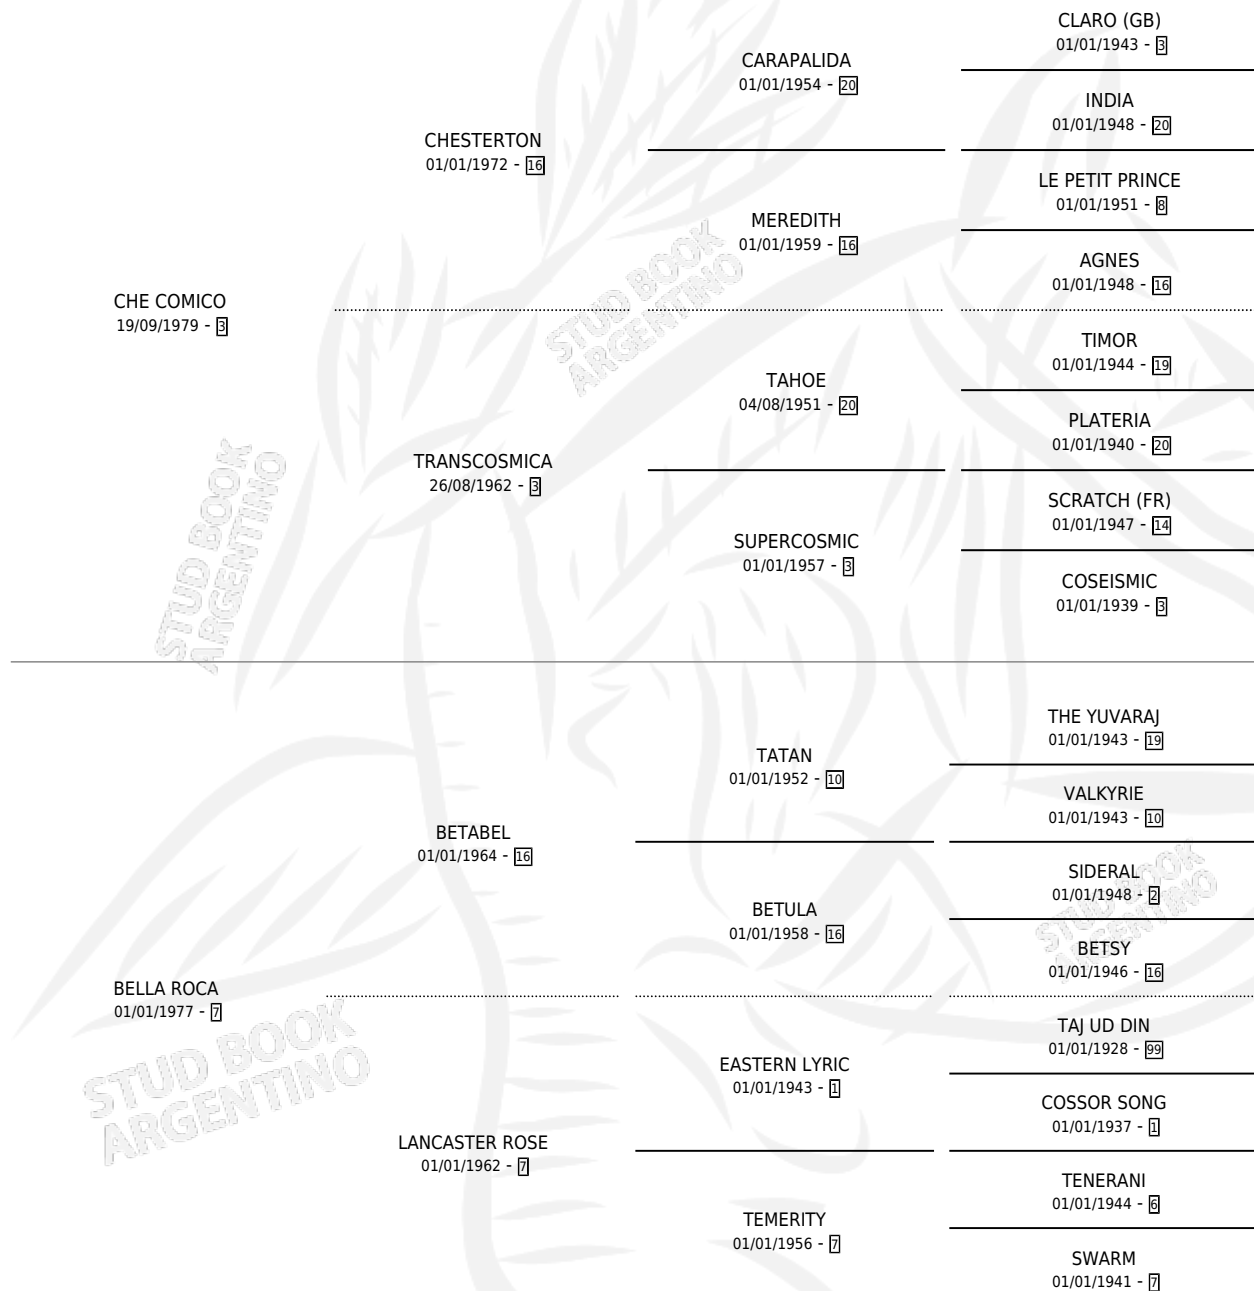 CLARO (GB)
01/01/1943 - 3
CARAPALIDA
01/01/1954 - 20
INDIA
01/01/1948 - 20
CHESTERTON
01/01/1972 - 16
LE PETIT PRINCE
01/01/1951 - 8
MEREDITH
01/01/1959 - 16
AGNES
01/01/1948 - 16
CHE COMICO
19/09/1979 - 3
TIMOR
01/01/1944 - 19
TAHOE
04/08/1951 - 20
PLATERIA
01/01/1940 - 20
TRANSCOSMICA
26/08/1962 - 3
SCRATCH (FR)
01/01/1947 - 14
SUPERCOSMIC
01/01/1957 - 3
COSEISMIC
01/01/1939 - 3
THE YUVARAJ
01/01/1943 - 19
TATAN
01/01/1952 - 10
VALKYRIE
01/01/1943 - 10
BETABEL
01/01/1964 - 16
SIDERAL
01/01/1948 - 2
BETULA
01/01/1958 - 16
BETSY
01/01/1946 - 16
BELLA ROCA
01/01/1977 - 7
TAJ UD DIN
01/01/1928 - 99
EASTERN LYRIC
01/01/1943 - 1
COSSOR SONG
01/01/1937 - 1
LANCASTER ROSE
01/01/1962 - 7
TENERANI
01/01/1944 - 6
TEMERITY
01/01/1956 - 7
SWARM
01/01/1941 - 7
STUD BOOK
ARGENTINO
STUD BOOK
ARGENTINO
STUD BOOK
ARGENTINO
STUD BOOK
ARGENTINO